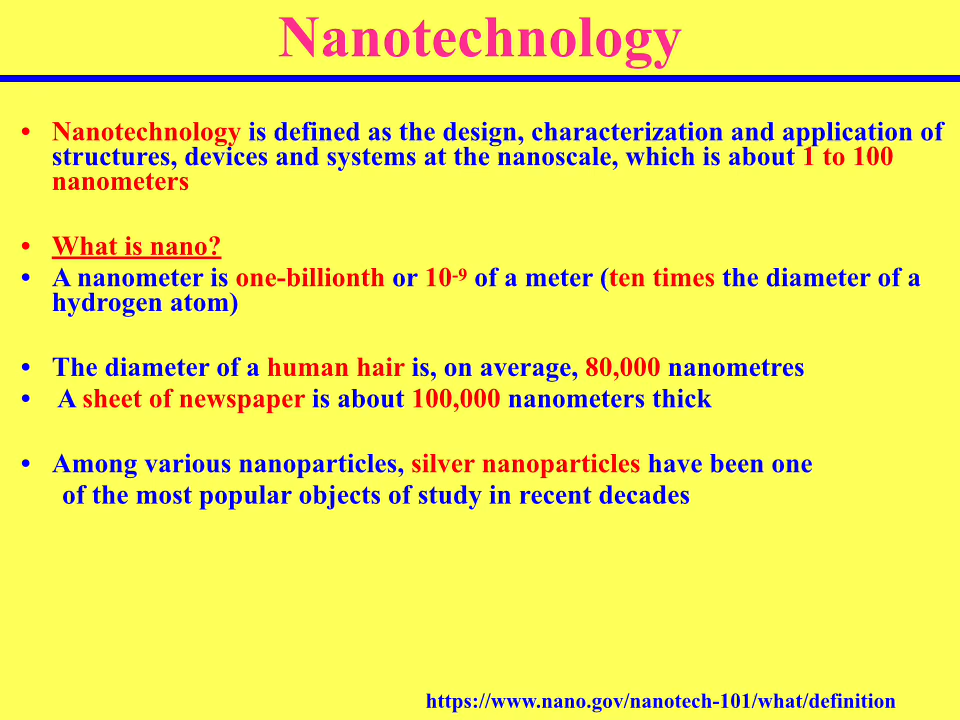 Nanotechnology
• Nanotechnology is defined as the design, characterization and application of
structures, devices and systems at the nanoscale, which is about 1 to 100
nanometers
• What is nano?
• A nanometer is one-billionth or 10-9 of a meter (ten times the diameter of a
hydrogen atom)
• The diameter of a human hair is, on average, 80,000 nanometres
• A sheet of newspaper is about 100,000 nanometers thick
• Among various nanoparticles, silver nanoparticles have been one
of the most popular objects of study in recent decades
https://www.nano.gov/nanotech-101/what/definition